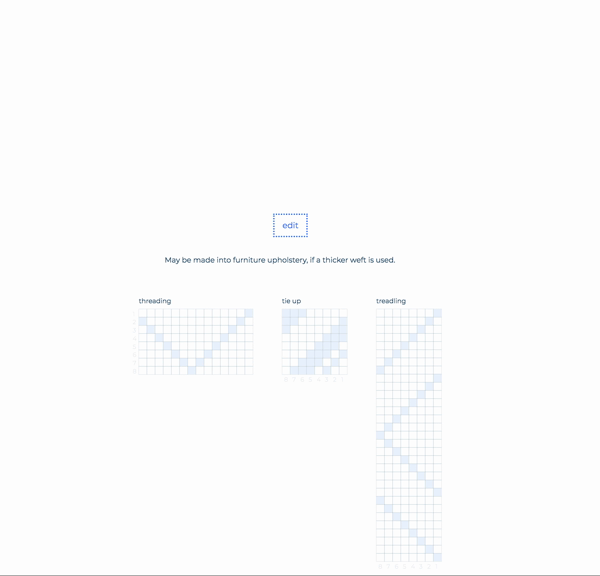 edit
May be made into furniture upholstery, if a thicker weft is used.
threading
tie up
treadling